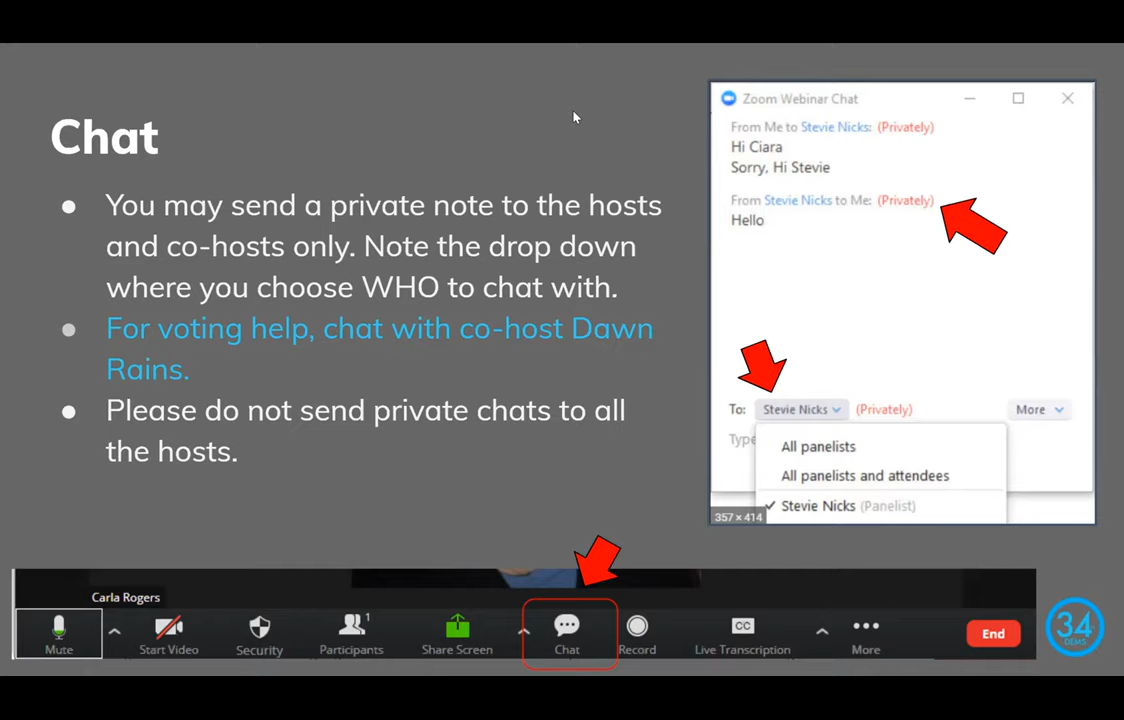 Chat
You may send a private note to the hosts
and co-hosts only. Note the drop down
where you choose WHO to chat with.
For voting help, chat with co-host Dawn
Rains.
Please do not send private chats to all
the hosts.
Zoom Webinar Chat
From Me to Stevie Nicks: (Privately)
Hi Ciara
Sorry, Hi Stevie
From Stevie Nicks to Me: (Privately)
Hello
To: Stevie Nicks (Privately) More
Type
All panelists
All panelists and attendees
Stevie Nicks (Panelist)
357 × 414
Carla Rogers
1
CC
Mute Start Video Security Participants Share Screen Chat Record Live Transcription More End
34
DEMS